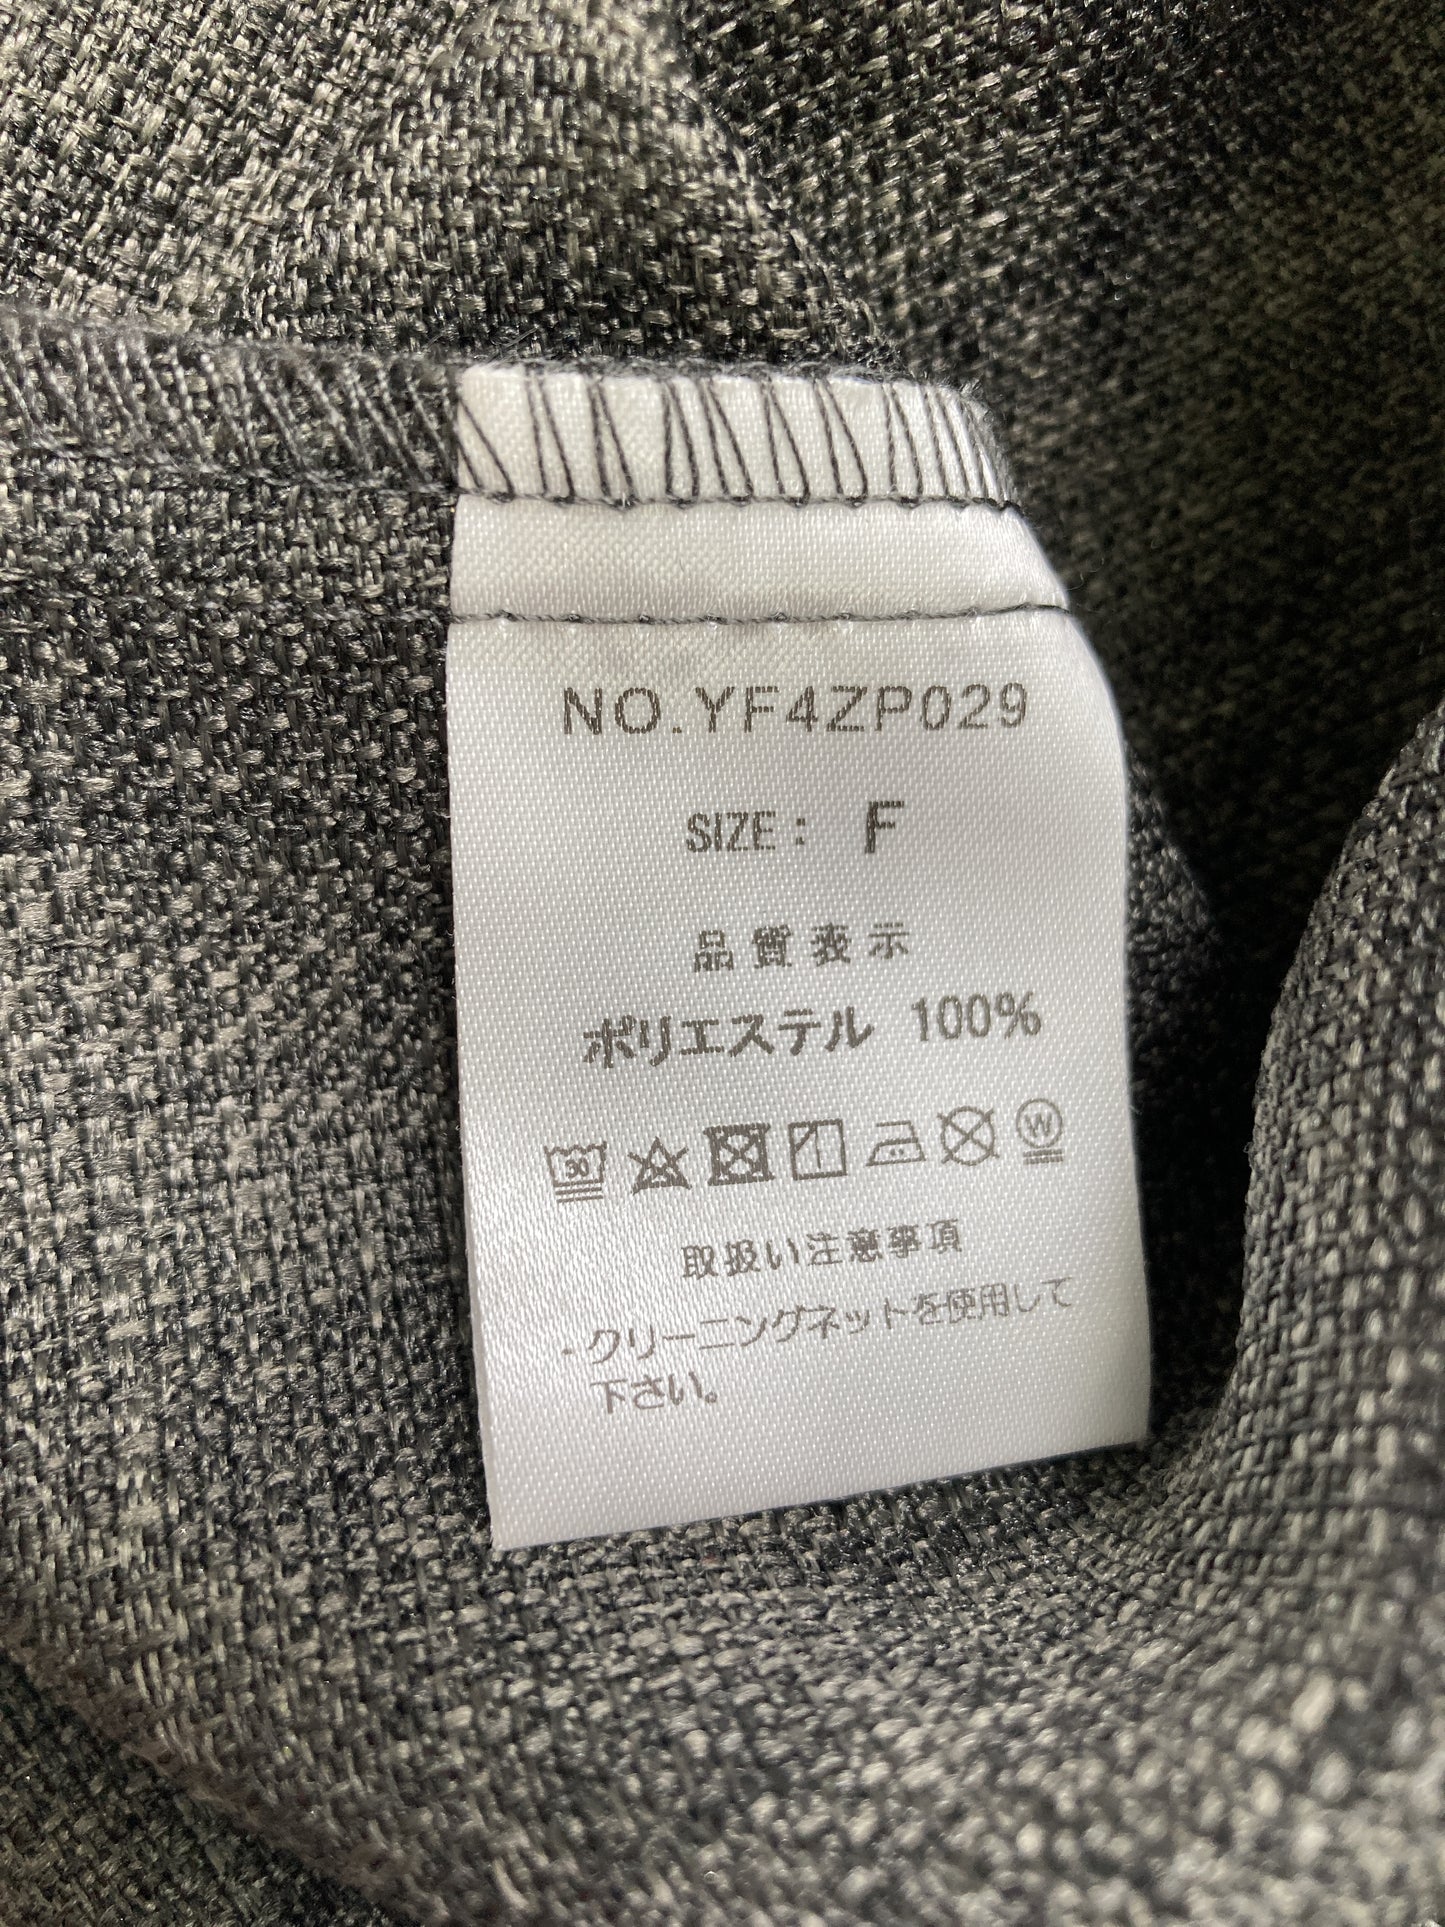 NO.YF4ZP029
SIZE: F
品質表示
ポリエステル 100%
30 W
取扱い注意事項
・クリーニングネットを使用して
下さい。